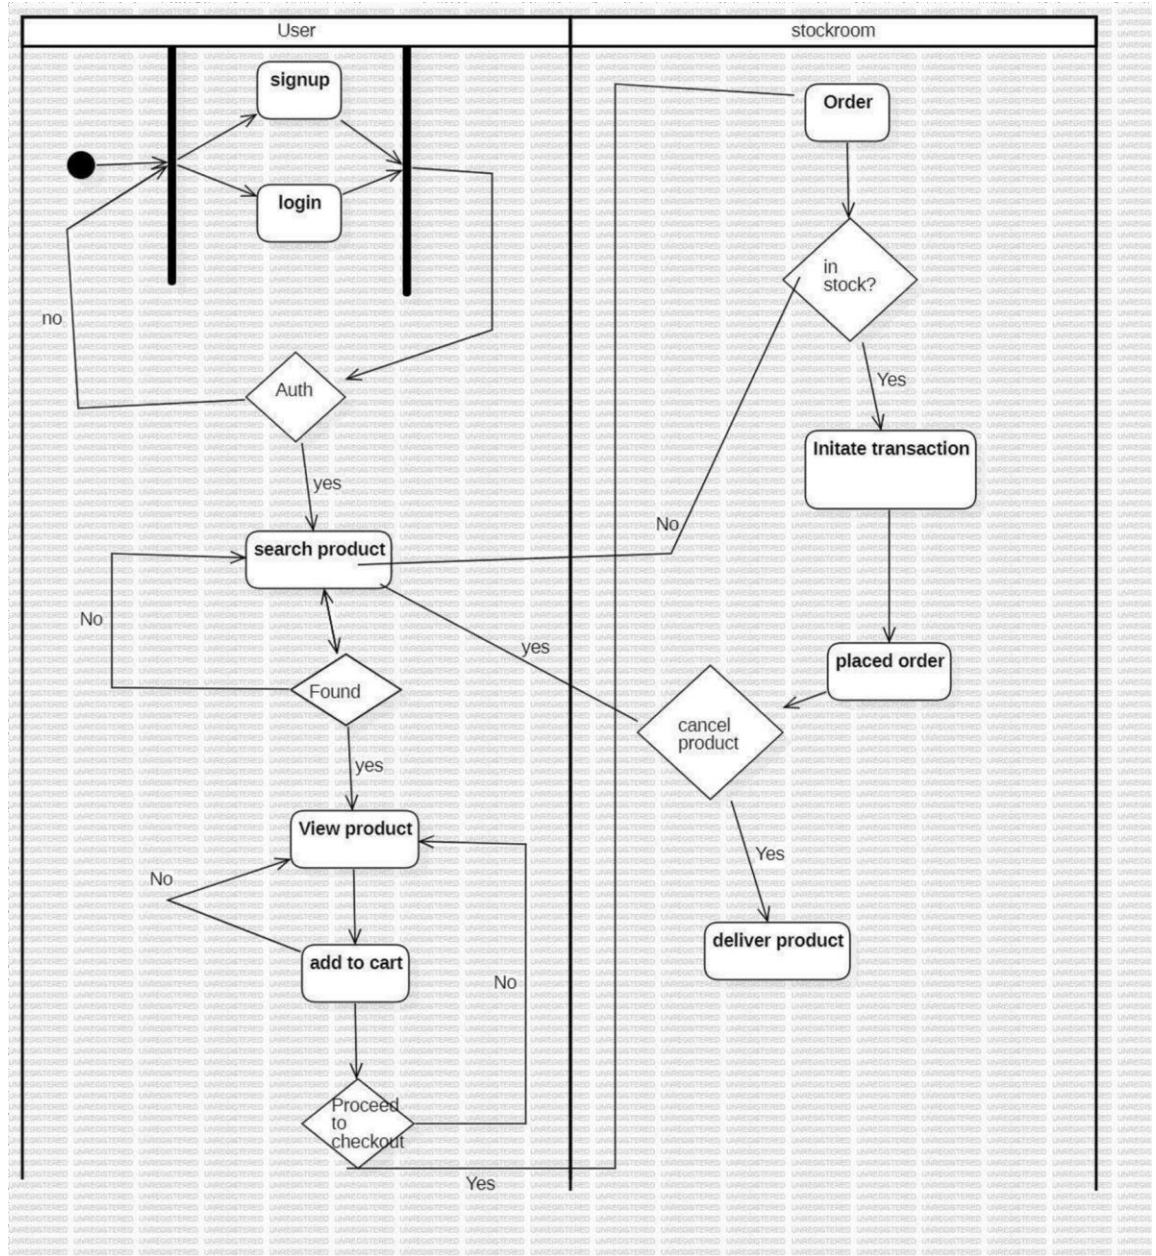 User
stockroom
signup
login
no
Auth
yes
search product
No
Found
yes
View product
No
add to cart
No
Proceed
to
checkout
Yes
Order
in
stock?
Yes
Initate transaction
No
placed order
yes
cancel
product
Yes
deliver product
UNREGISTERED